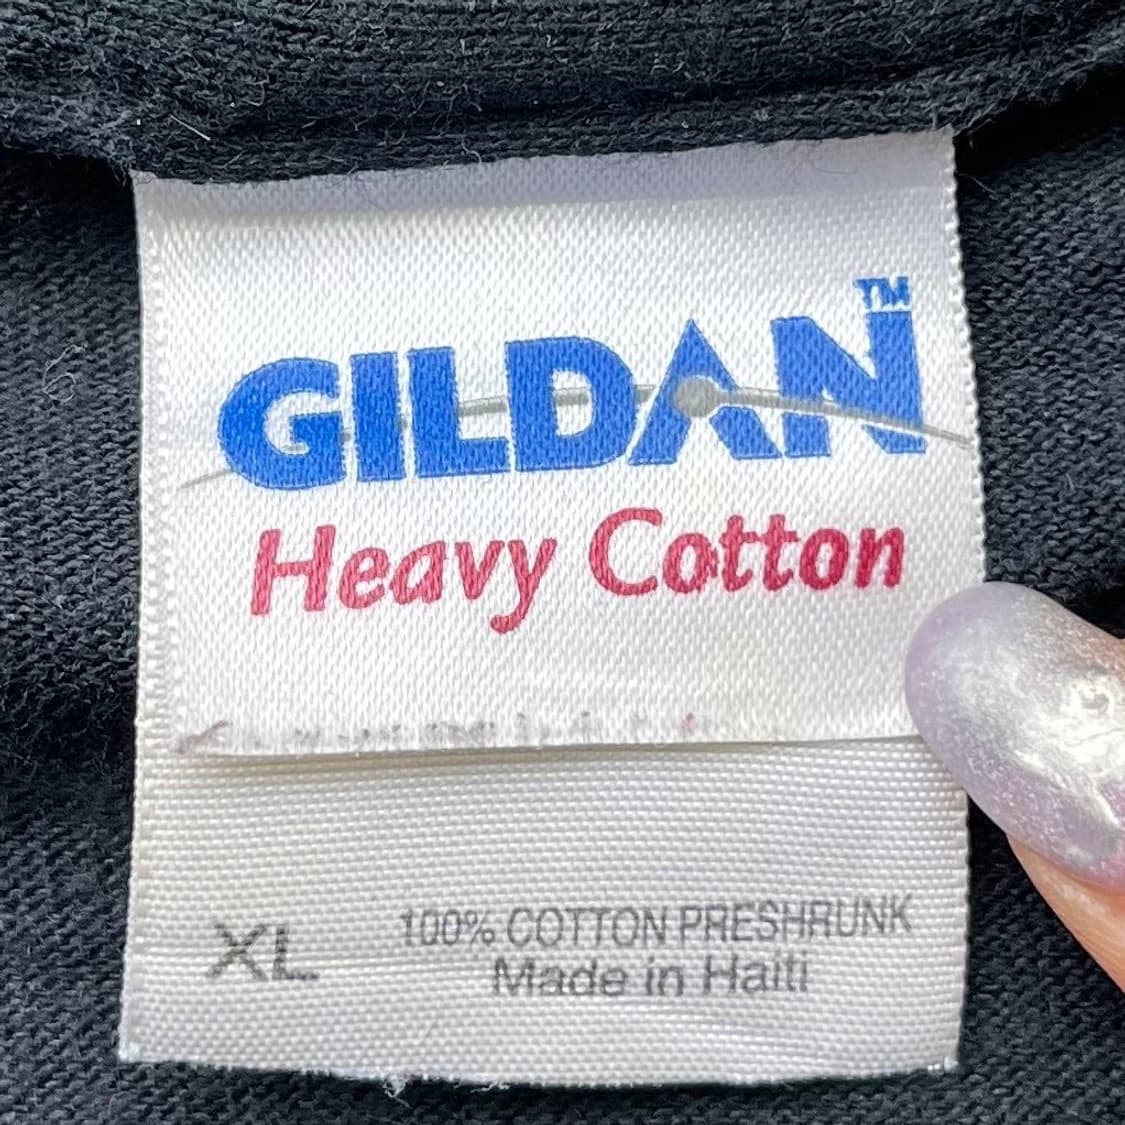 GILDAN™
Heavy Cotton
XL
100% COTTON PRESHRUNK
Made in Haiti